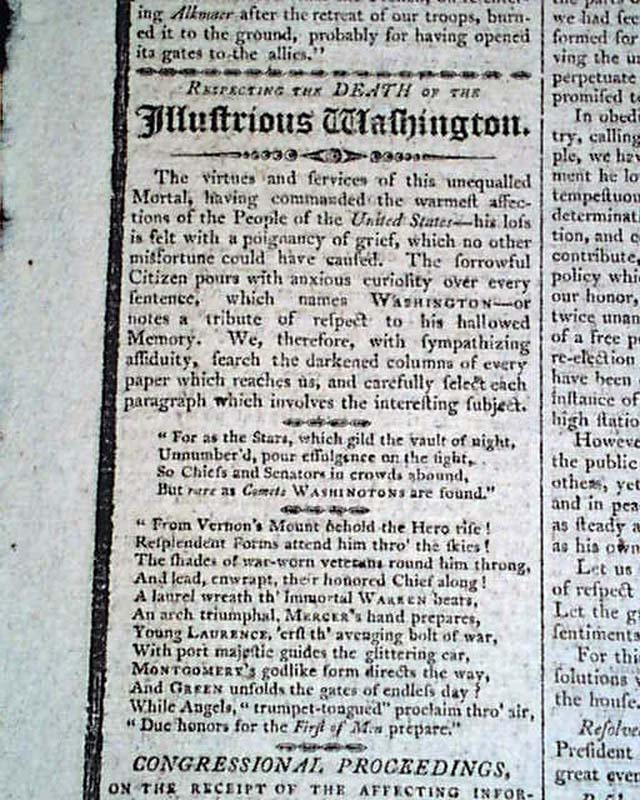 ing Alkmaer after the retreat of our troops, burn-
ed it to the ground, probably for having opened
its gates to the allies."
Reſpecting the DEATH of the
Illuſtrious Waſhington.
The virtues and ſervices of this unequalled
Mortal, having commanded the warmeſt affec-
tions of the People of the United States—his loſs
is felt with a poignancy of grief, which no other
misfortune could have cauſed. The ſorrowful
Citizen pours with anxious curioſity over every
ſentence, which names WASHINGTON—or
notes a tribute of reſpect to his hallowed
Memory. We, therefore, with ſympathizing
aſſiduity, ſearch the darkened columns of every
paper which reaches us, and carefully ſelect each
paragraph which involves the intereſting ſubject.
" For as the Stars, which gild the vault of night,
Unnumber'd, pour effulgence on the ſight,
So Chiefs and Senators in crowds abound,
But rare as Comets WASHINGTONS are found."
" From Vernon's Mount behold the Hero riſe !
Reſplendent Forms attend him thro' the ſkies !
The ſhades of war-worn veterans round him throng,
And lead, enwrapt, their honored Chief along !
A laurel wreath th' Immortal WARREN bears,
An arch triumphal, MERCER's hand prepares,
Young LAURENCE, 'erſt th' avenging bolt of war,
With port majeſtic guides the glittering car,
MONTGOMERY's godlike form directs the way,
And GREEN unfolds the gates of endleſs day !
While Angels, " trumpet-tongued" proclaim thro' air,
" Due honors for the Firſt of Men prepare."
CONGRESSIONAL PROCEEDINGS,
ON THE RECEIPT OF THE AFFECTING INFOR-
we had
formed for
ving the
perpetuate
promiſed
In obedi
try, calling
ple, we hav
ment he lo
tempeſtuou
determinat
tion, and c
contribute,
policy whi
our honor,
twice unan
of a free p
re-election
have been
inſtance of
high ſtatio
Howeve
the public
others, yet
and in pea
as ſteady a
as his own
Let us
of reſpect
Let the g
ſentiments
For this
ſolutions
the houſe.
Reſolve
Preſident
great even